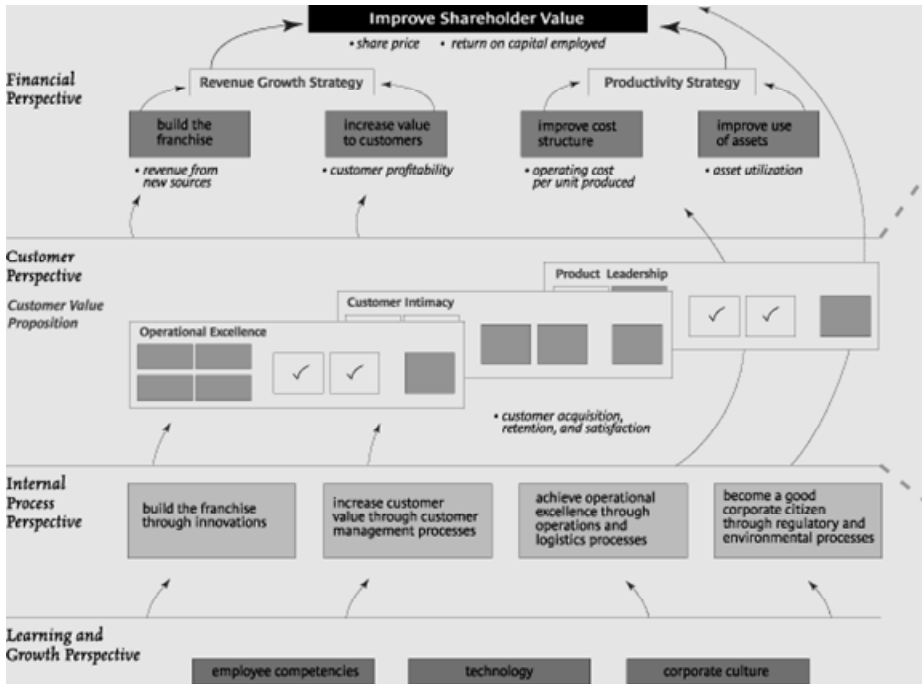 Improve Shareholder Value
• share price • return on capital employed
Financial
Perspective
Revenue Growth Strategy
Productivity Strategy
build the
franchise
increase value
to customers
improve cost
structure
improve use
of assets
• revenue from
new sources
• customer profitability
• operating cost
per unit produced
• asset utilization
Customer
Perspective
Customer Value
Proposition
Product Leadership
Customer Intimacy
Operational Excellence
• customer acquisition,
retention, and satisfaction
Internal
Process
Perspective
build the franchise
through innovations
increase customer
value through customer
management processes
achieve operational
excellence through
operations and
logistics processes
become a good
corporate citizen
through regulatory and
environmental processes
Learning and
Growth Perspective
employee competencies
technology
corporate culture